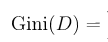 Gini(D) =